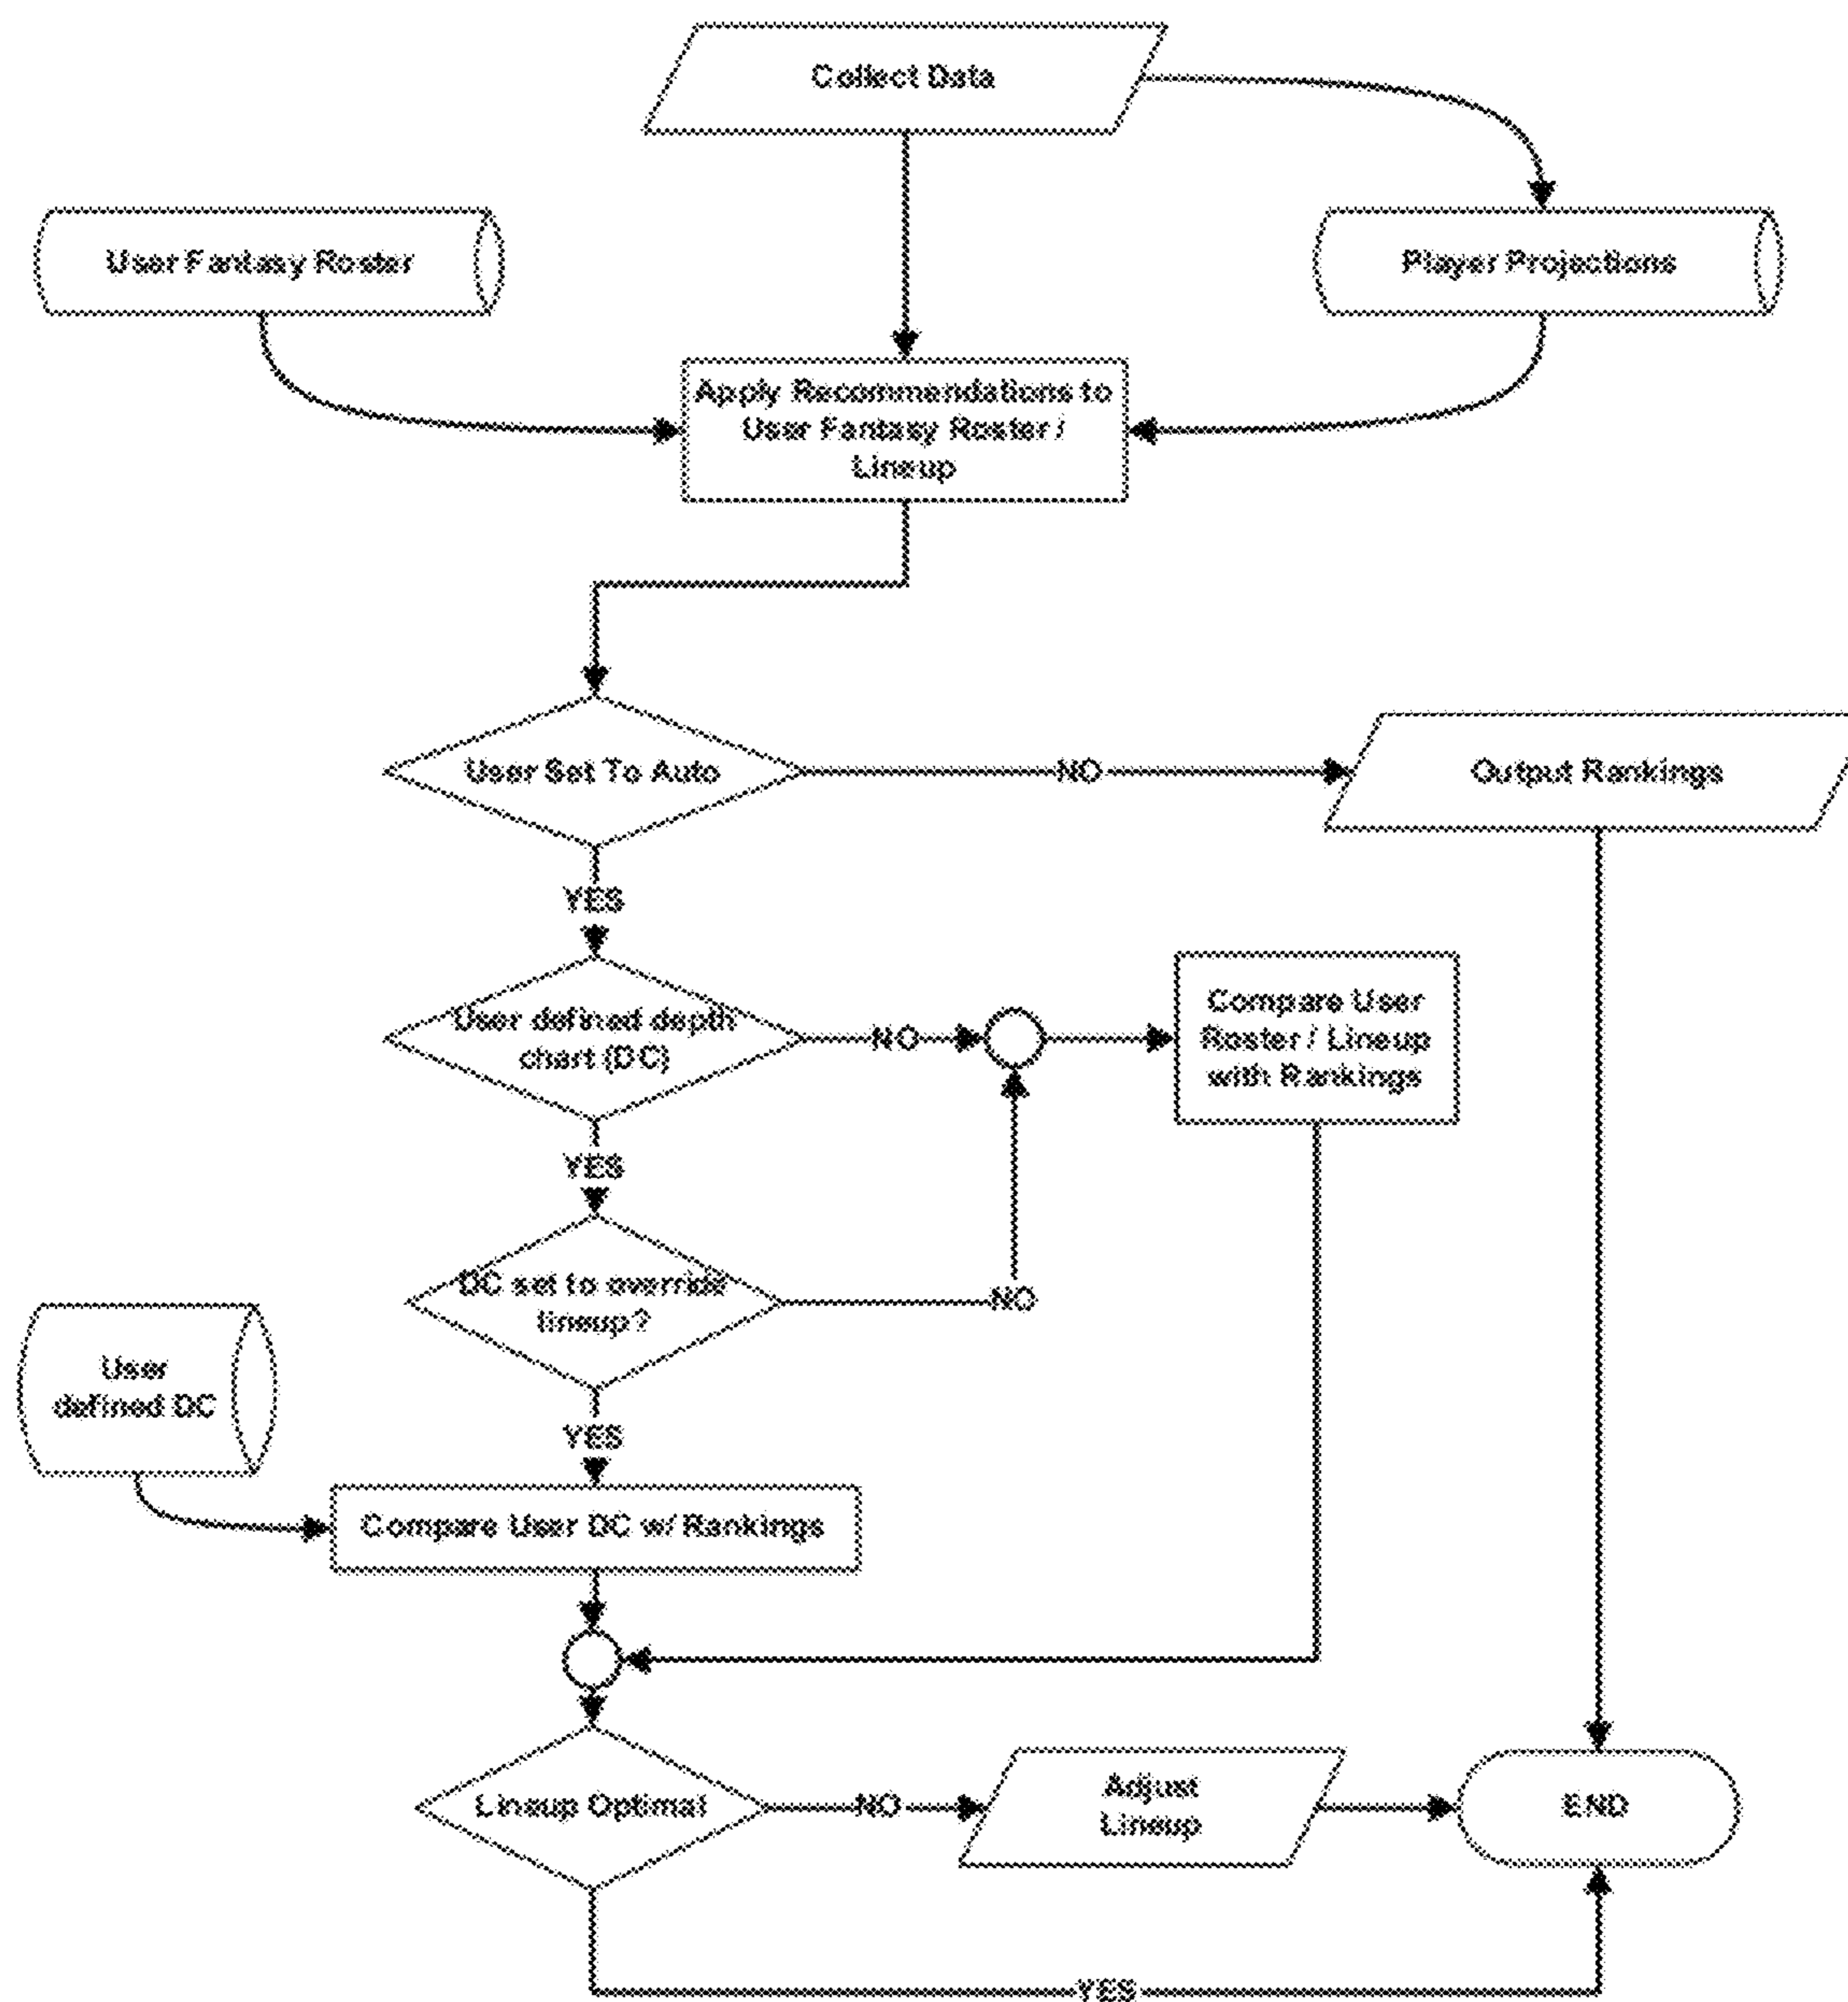 Collect Data
User Fantasy Roster
Player Projections
Apply Recommendations to
User Fantasy Roster /
Lineup
User Set To Auto
NO
Output Rankings
YES
User defined depth
chart (DC)
NO
Compare User
Roster / Lineup
with Rankings
YES
DC set to override
lineup?
NO
User
defined DC
YES
Compare User DC w/ Rankings
Lineup Optimal
NO
Adjust
Lineup
END
YES